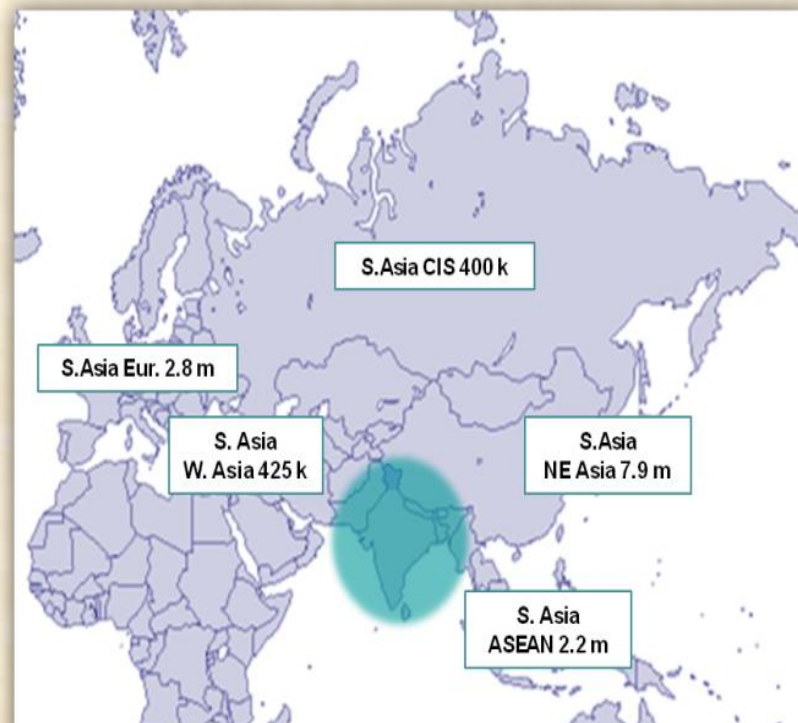 S.Asia CIS 400 k
S.Asia Eur. 2.8 m
S. Asia
W. Asia 425 k
S.Asia
NE Asia 7.9 m
S. Asia
ASEAN 2.2 m